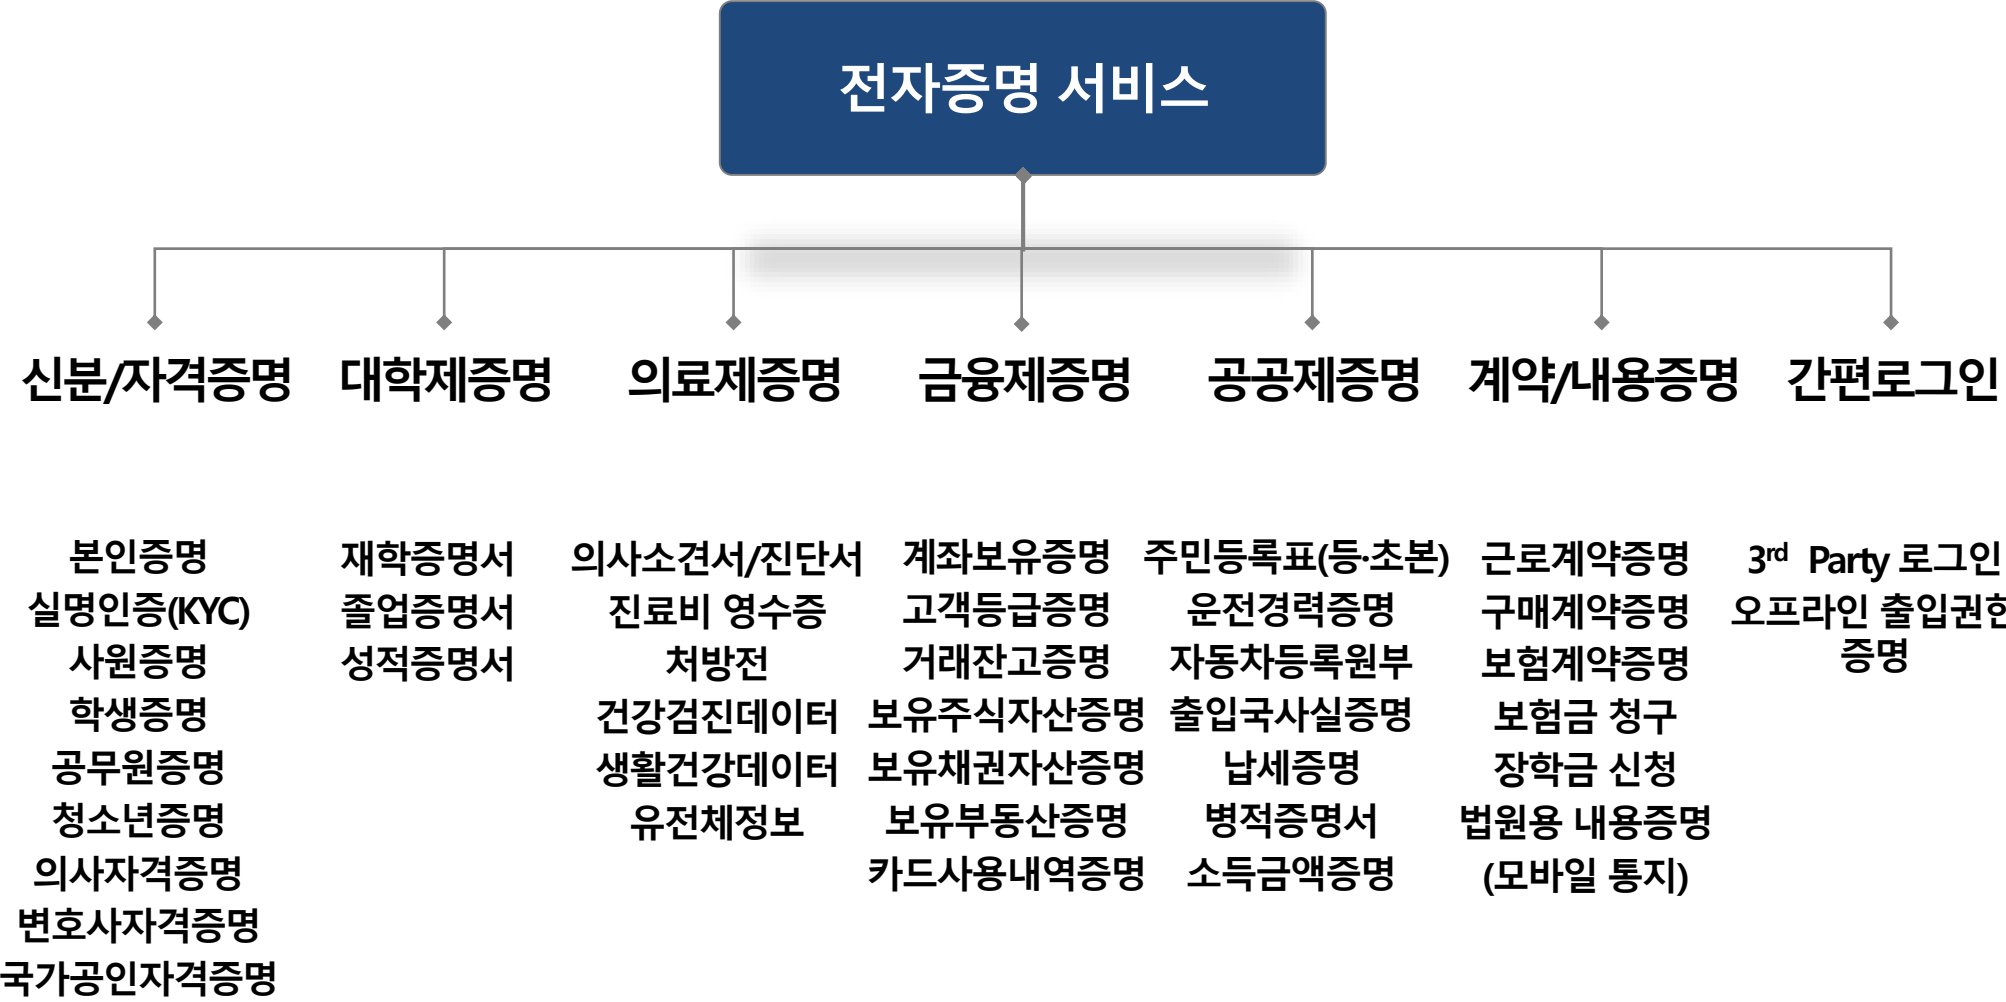 전자증명 서비스
신분/자격증명
대학제증명
의료제증명
금융제증명
공공제증명
계약/내용증명
간편로그인
본인증명
실명인증(KYC)
사원증명
학생증명
공무원증명
청소년증명
의사자격증명
변호사자격증명
국가공인자격증명
재학증명서
졸업증명서
성적증명서
의사소견서/진단서
진료비 영수증
처방전
건강검진데이터
생활건강데이터
유전체정보
계좌보유증명
고객등급증명
거래잔고증명
보유주식자산증명
보유채권자산증명
보유부동산증명
카드사용내역증명
주민등록표(등·초본)
운전경력증명
자동차등록원부
출입국사실증명
납세증명
병적증명서
소득금액증명
근로계약증명
구매계약증명
보험계약증명
보험금 청구
장학금 신청
법원용 내용증명
(모바일 통지)
3rd Party 로그인
오프라인 출입권한
증명